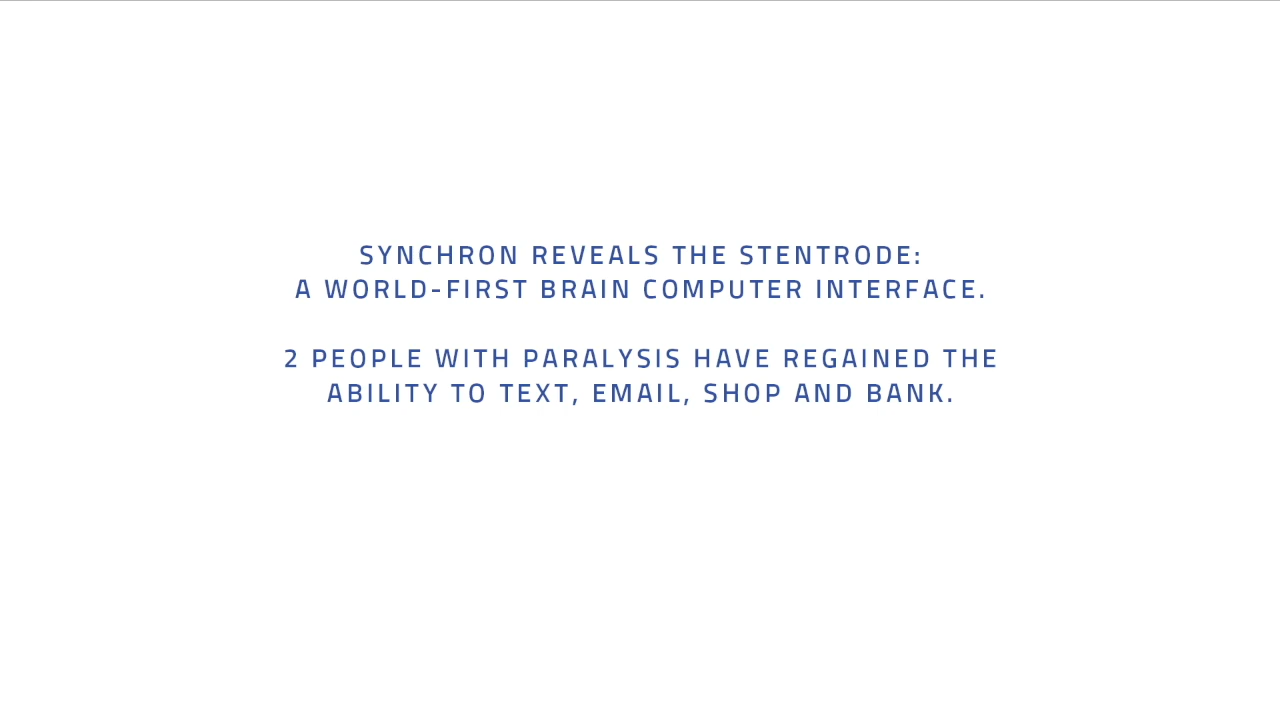 SYNCHRON REVEALS THE STENTRODE:
A WORLD-FIRST BRAIN COMPUTER INTERFACE.
2 PEOPLE WITH PARALYSIS HAVE REGAINED THE
ABILITY TO TEXT, EMAIL, SHOP AND BANK.